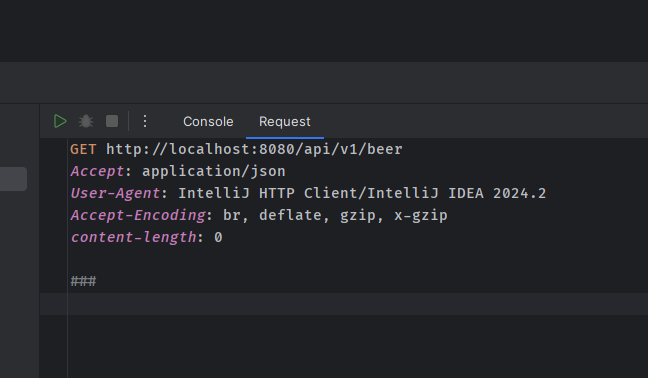 Console Request
GET http://localhost:8080/api/v1/beer
Accept: application/json
User-Agent: IntelliJ HTTP Client/IntelliJ IDEA 2024.2
Accept-Encoding: br, deflate, gzip, x-gzip
content-length: 0
###